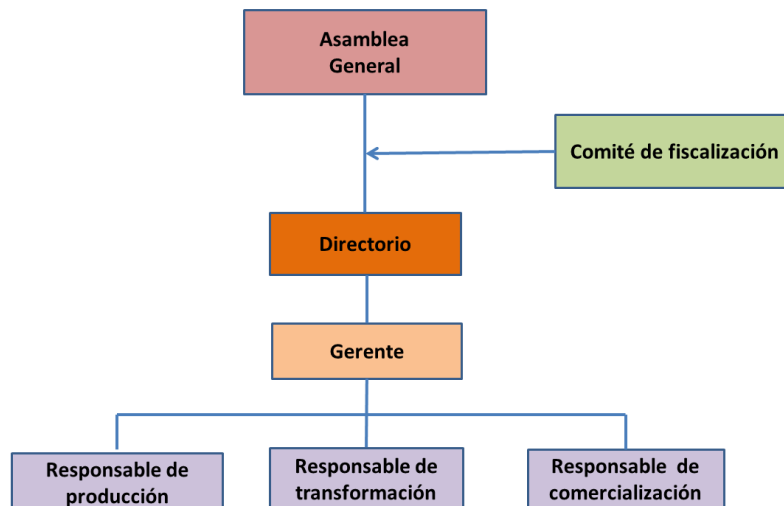 Asamblea
General
Comité de fiscalización
Directorio
Gerente
Responsable de
producción
Responsable de
transformación
Responsable de
comercialización